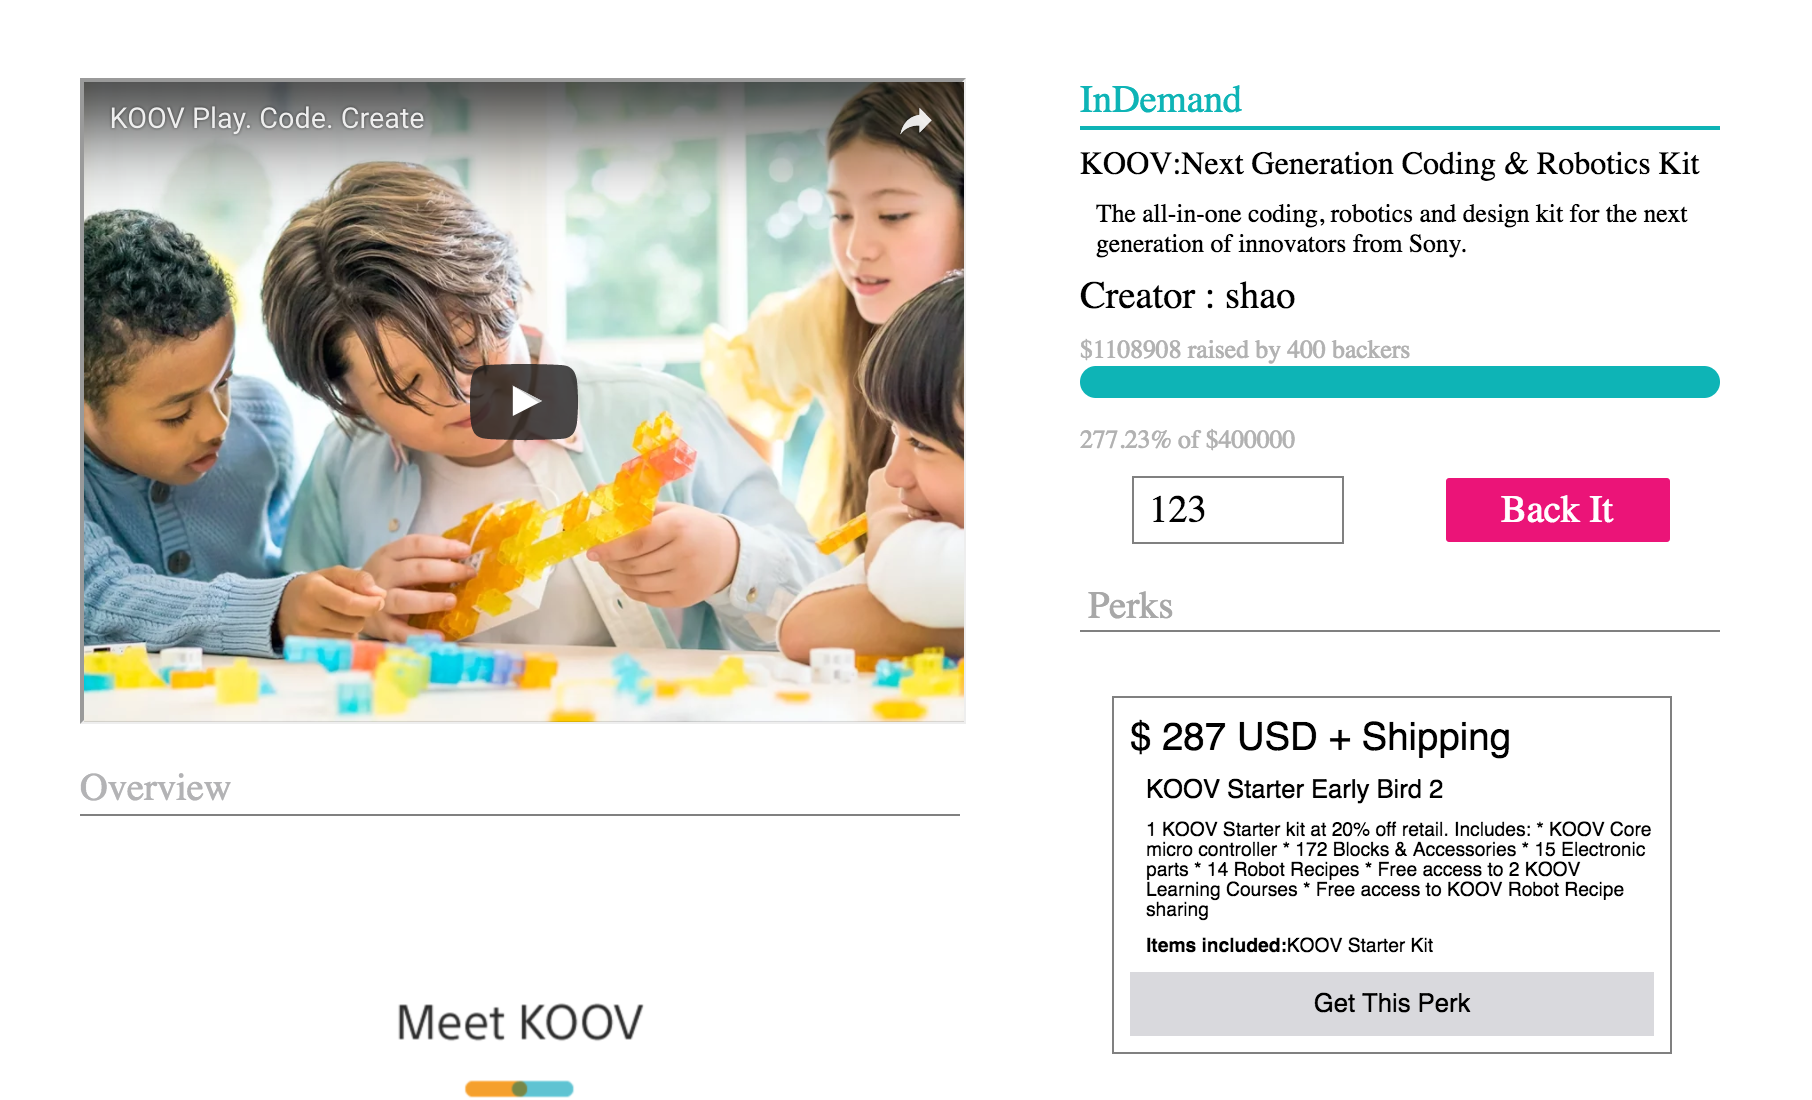 KOOV Play. Code. Create
InDemand
KOOV:Next Generation Coding & Robotics Kit
The all-in-one coding, robotics and design kit for the next
generation of innovators from Sony.
Creator : shao
$1108908 raised by 400 backers
277.23% of $400000
123
Back It
Perks
$ 287 USD + Shipping
KOOV Starter Early Bird 2
1 KOOV Starter kit at 20% off retail. Includes: * KOOV Core
micro controller * 172 Blocks & Accessories * 15 Electronic
parts * 14 Robot Recipes * Free access to 2 KOOV
Learning Courses * Free access to KOOV Robot Recipe
sharing
Items included:KOOV Starter Kit
Get This Perk
Overview
Meet KOOV